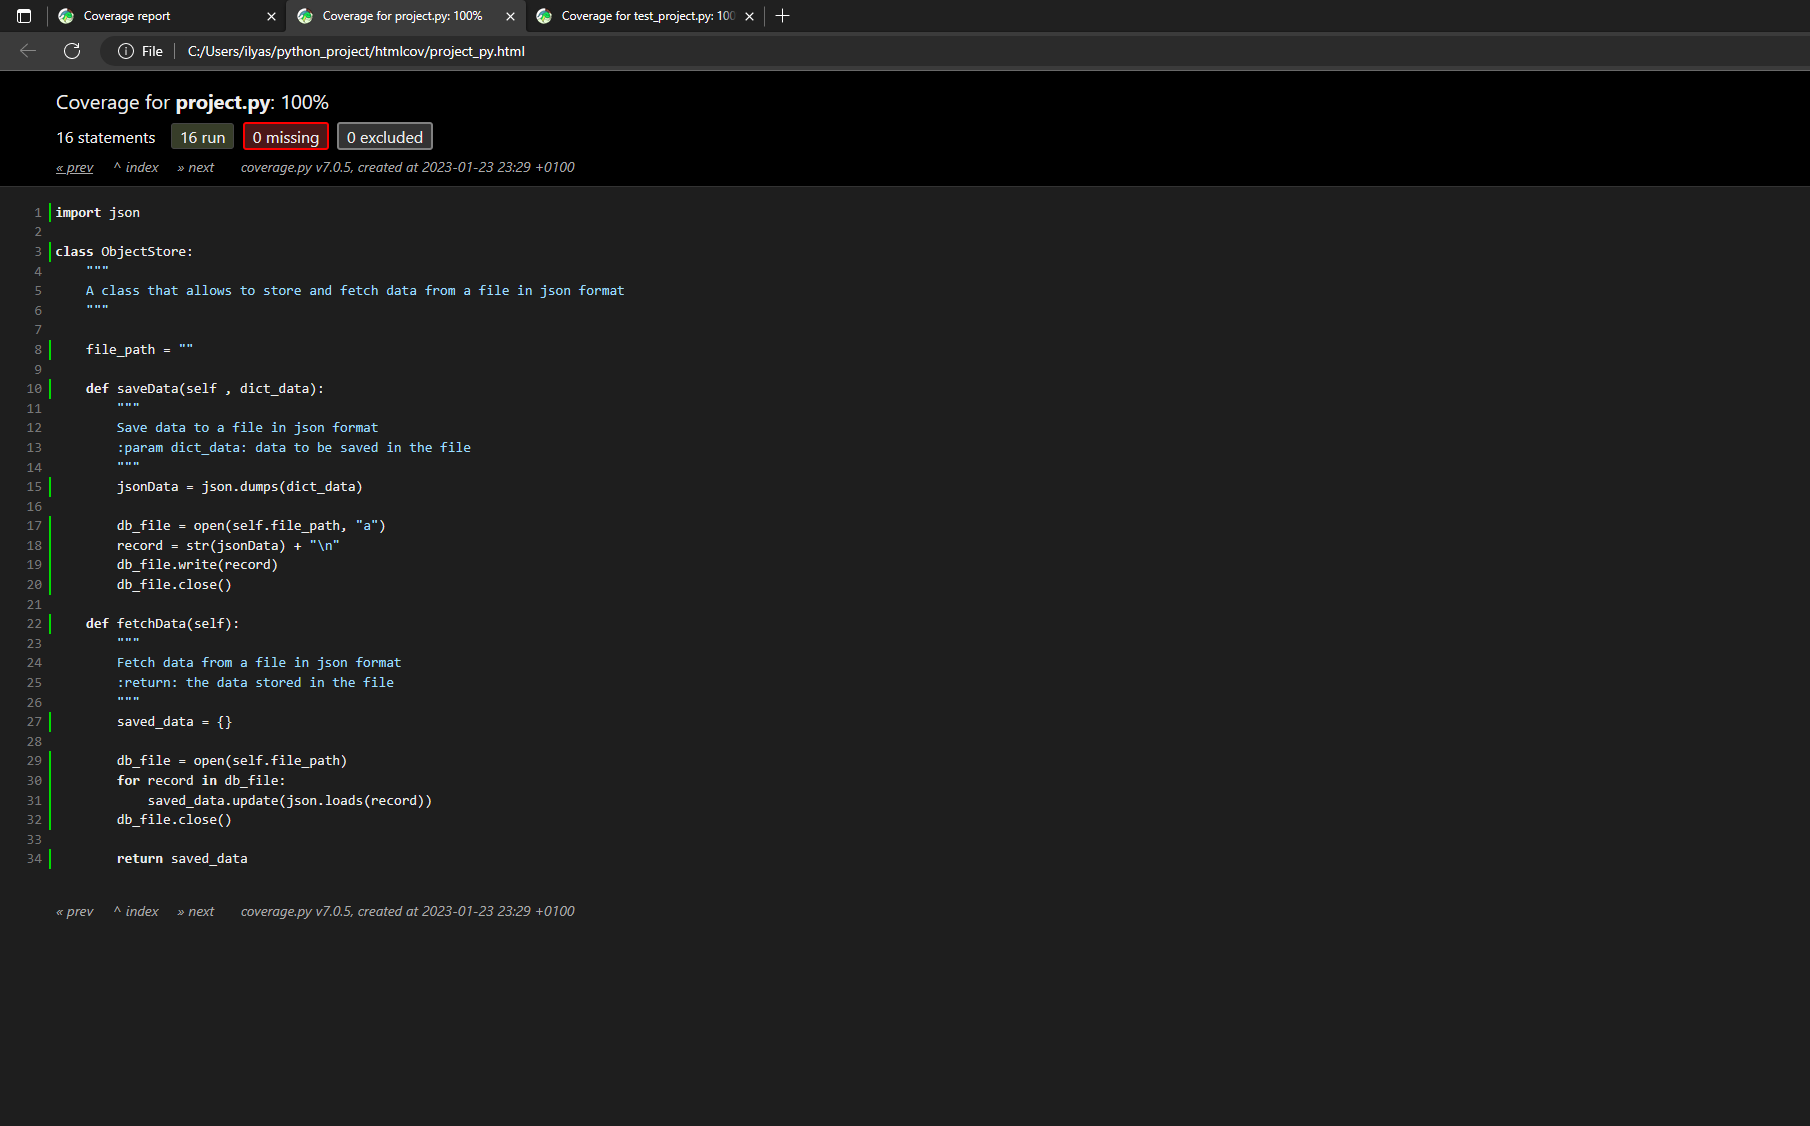 Coverage report
Coverage for project.py: 100%
Coverage for test_project.py: 100
File
C:/Users/ilyas/python_project/htmlcov/project_py.html
Coverage for project.py: 100%
16 statements 16 run 0 missing 0 excluded
« prev ^ index » next coverage.py v7.0.5, created at 2023-01-23 23:29 +0100
1 import json
2
3 class ObjectStore:
4     """
5     A class that allows to store and fetch data from a file in json format
6     """
7
8     file_path = ""
9
10     def saveData(self , dict_data):
11         """
12         Save data to a file in json format
13         :param dict_data: data to be saved in the file
14         """
15         jsonData = json.dumps(dict_data)
16
17         db_file = open(self.file_path, "a")
18         record = str(jsonData) + "\n"
19         db_file.write(record)
20         db_file.close()
21
22     def fetchData(self):
23         """
24         Fetch data from a file in json format
25         :return: the data stored in the file
26         """
27         saved_data = {}
28
29         db_file = open(self.file_path)
30         for record in db_file:
31             saved_data.update(json.loads(record))
32         db_file.close()
33
34         return saved_data
« prev ^ index » next coverage.py v7.0.5, created at 2023-01-23 23:29 +0100